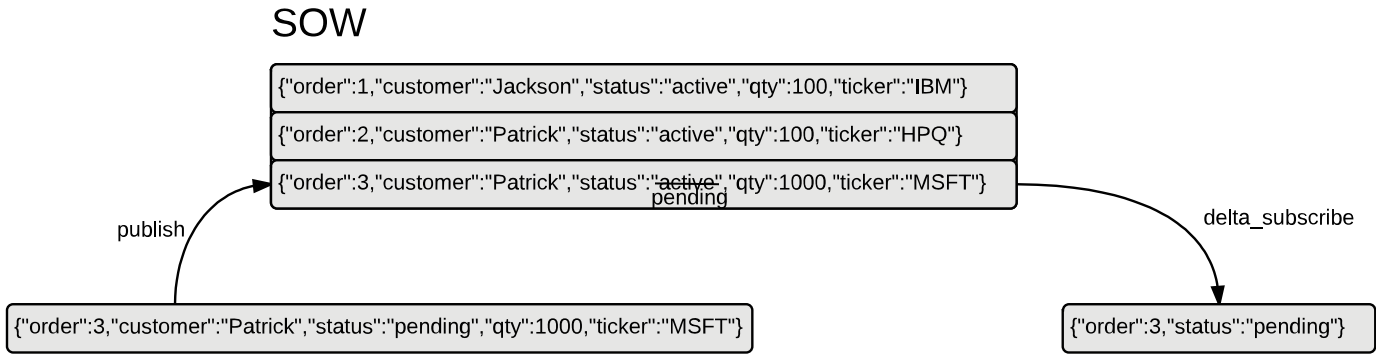 SOW
{"order":1,"customer":"Jackson","status":"active","qty":100,"ticker":"IBM"}
{"order":2,"customer":"Patrick","status":"active","qty":100,"ticker":"HPQ"}
{"order":3,"customer":"Patrick","status":"active","qty":1000,"ticker":"MSFT"}
pending
publish
delta_subscribe
{"order":3,"customer":"Patrick","status":"pending","qty":1000,"ticker":"MSFT"}
{"order":3,"status":"pending"}